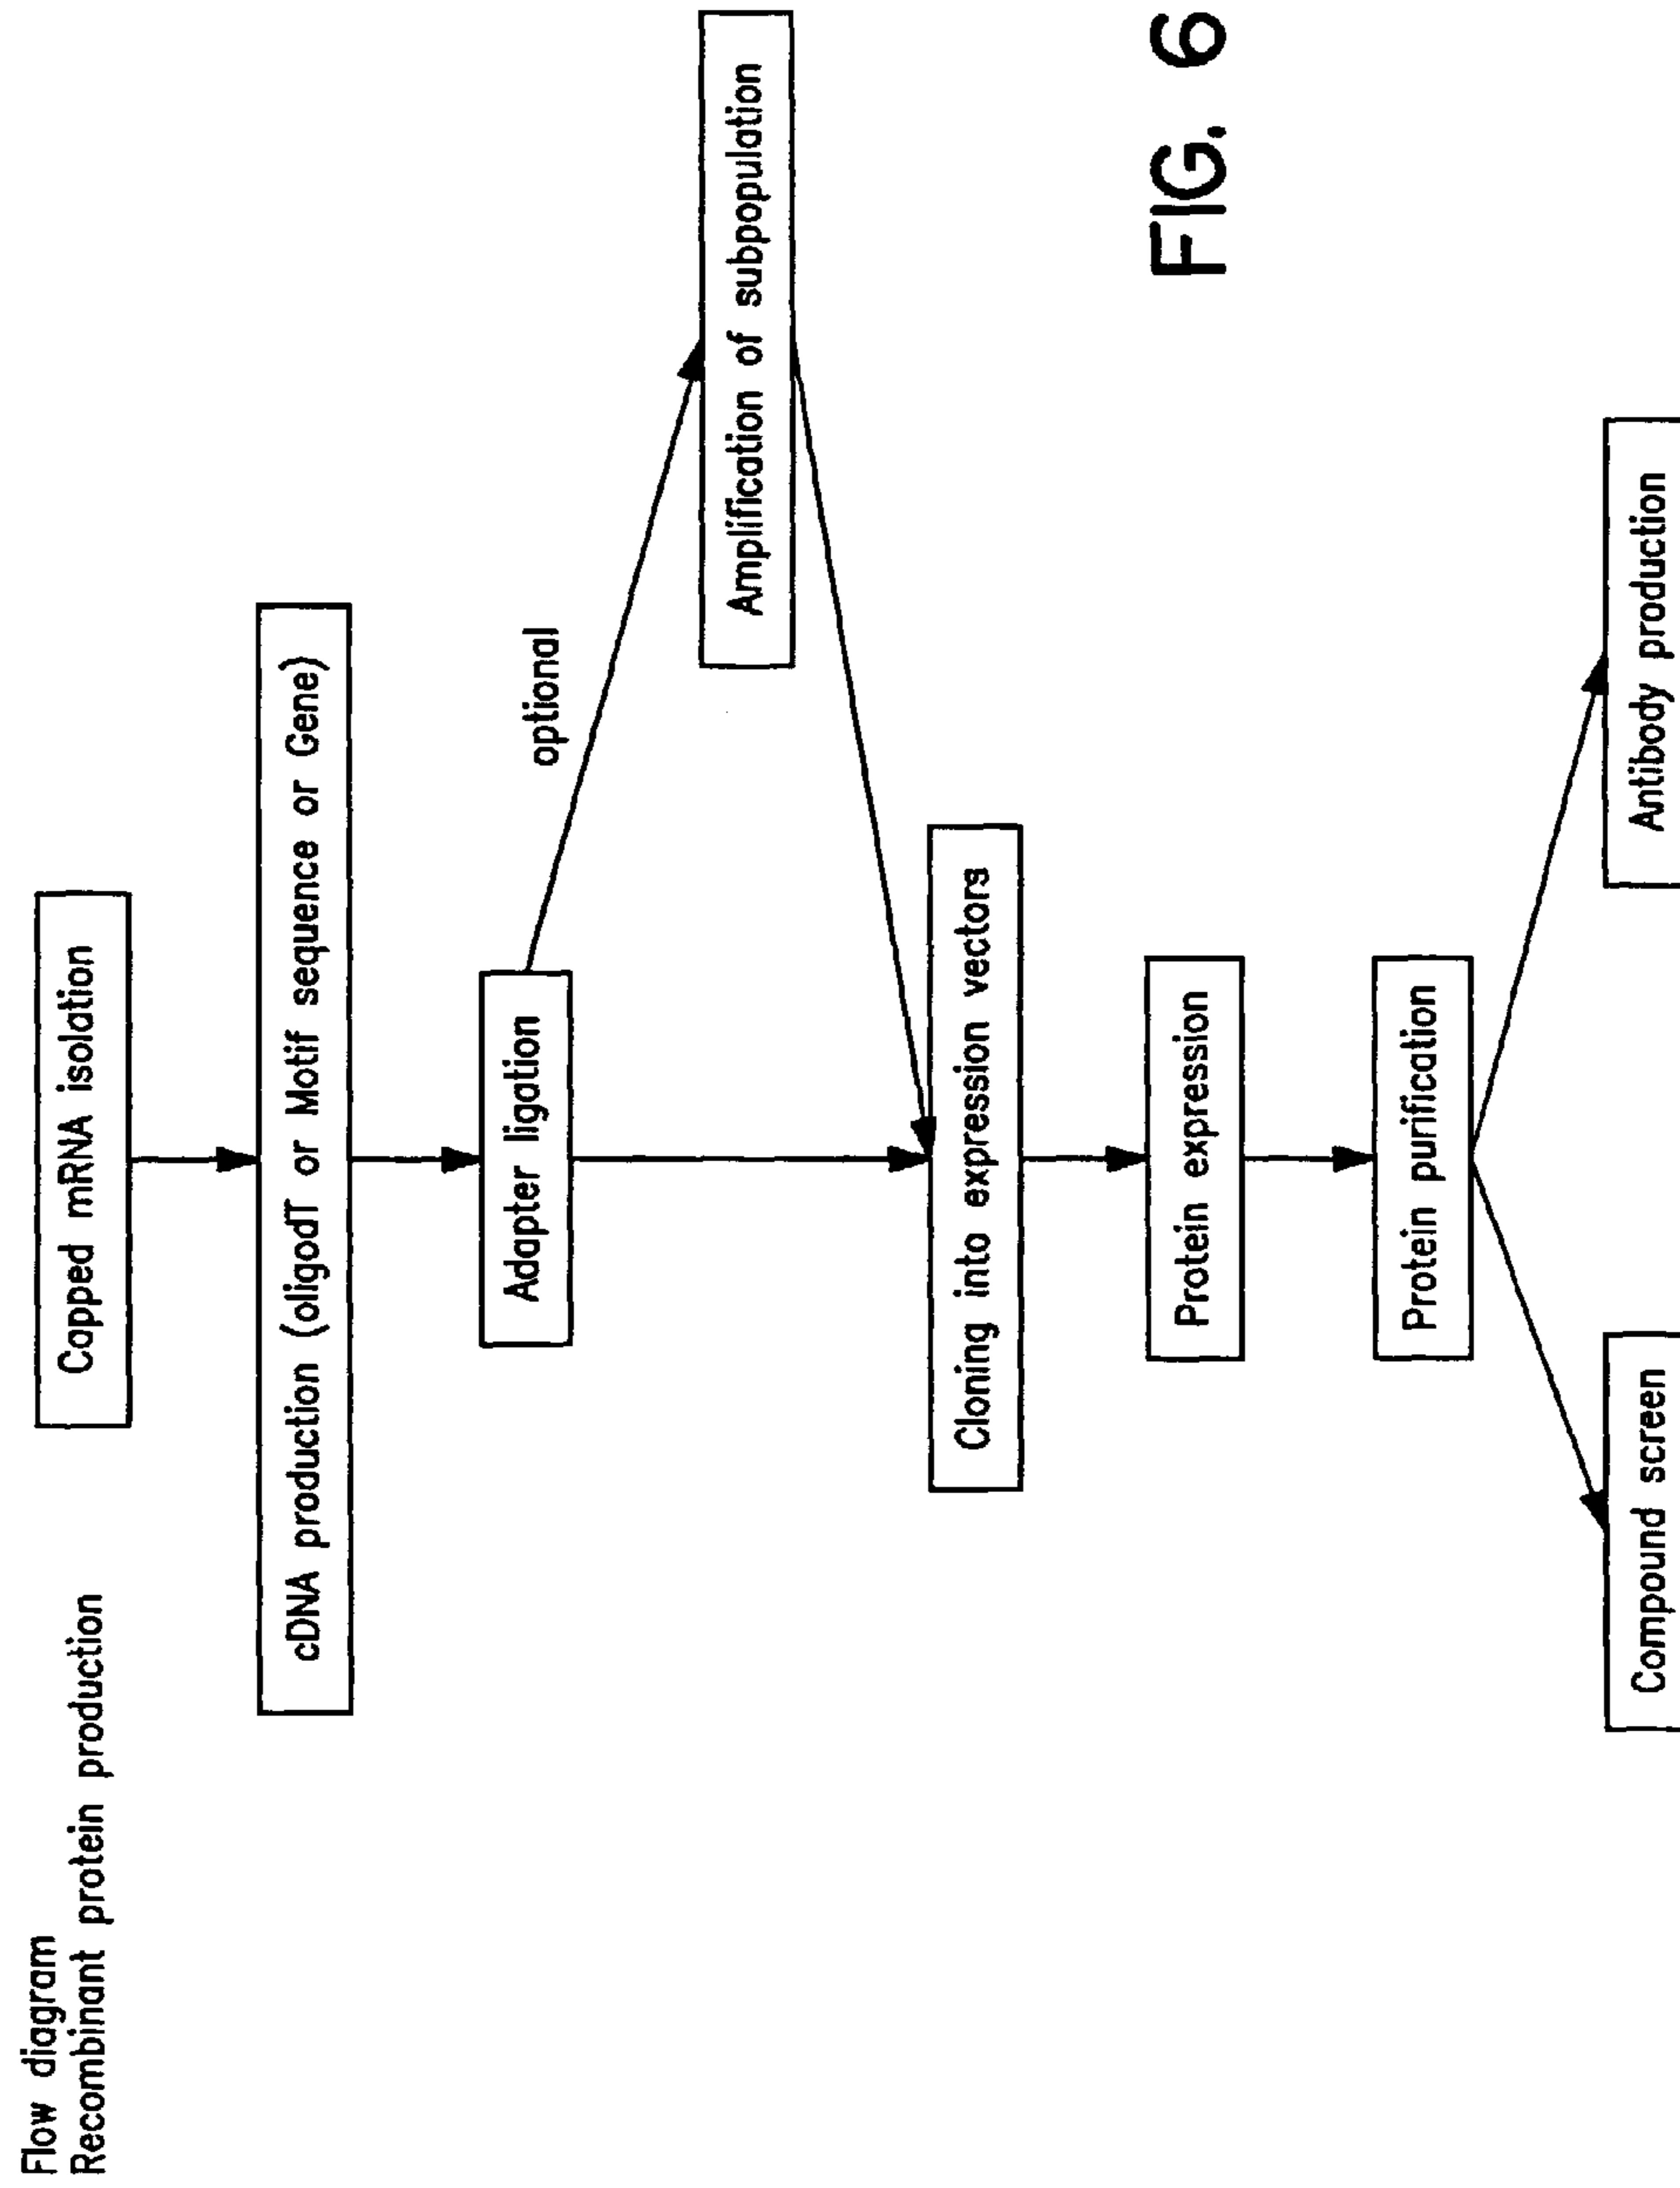 Flow diagram
Recombinant protein production
Capped mRNA isolation
cDNA production (oligodT or Motif sequence or Gene)
Adapter ligation
optional
Amplification of subpopulation
Cloning into expression vectors
Protein expression
Protein purification
Compound screen
Antibody production
FIG. 6